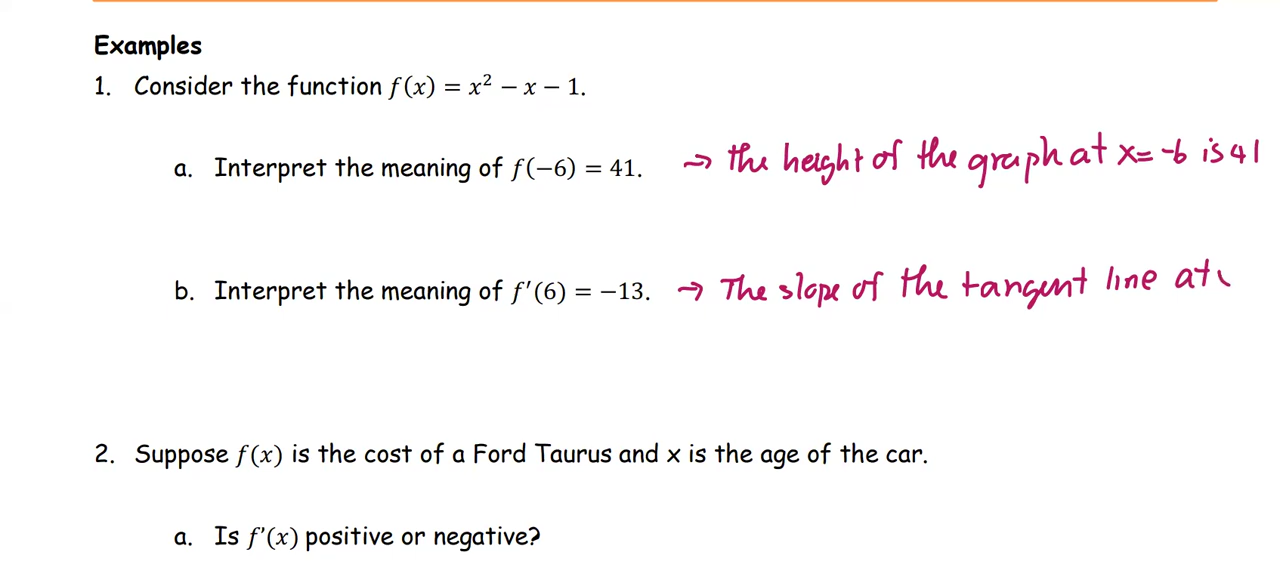 Examples
1. Consider the function f(x) = x² − x − 1.
a. Interpret the meaning of f(−6) = 41. → the height of the graph at x = -6 is 41
b. Interpret the meaning of f'(6) = −13. → The slope of the tangent line at
2. Suppose f(x) is the cost of a Ford Taurus and x is the age of the car.
a. Is f'(x) positive or negative?